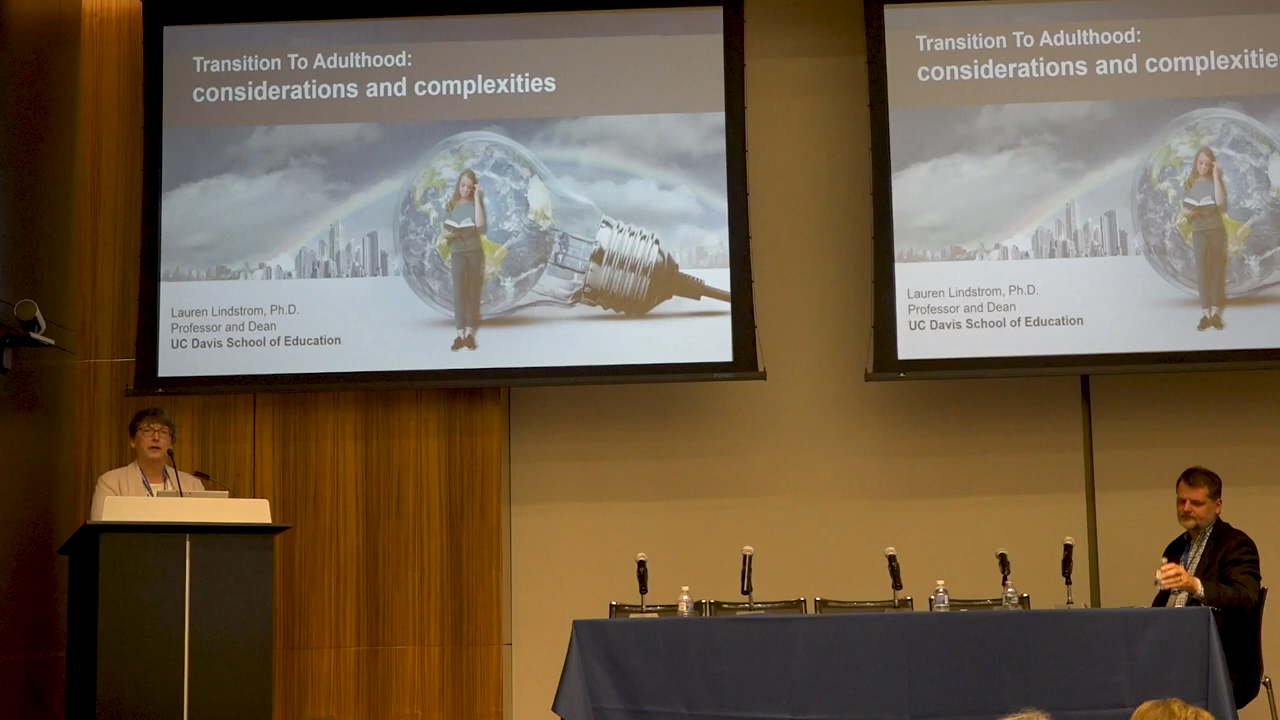 Transition To Adulthood:
considerations and complexities
Lauren Lindstrom, Ph.D.
Professor and Dean
UC Davis School of Education
Transition To Adulthood:
considerations and complexitie
Lauren Lindstrom, Ph.D.
Professor and Dean
UC Davis School of Education